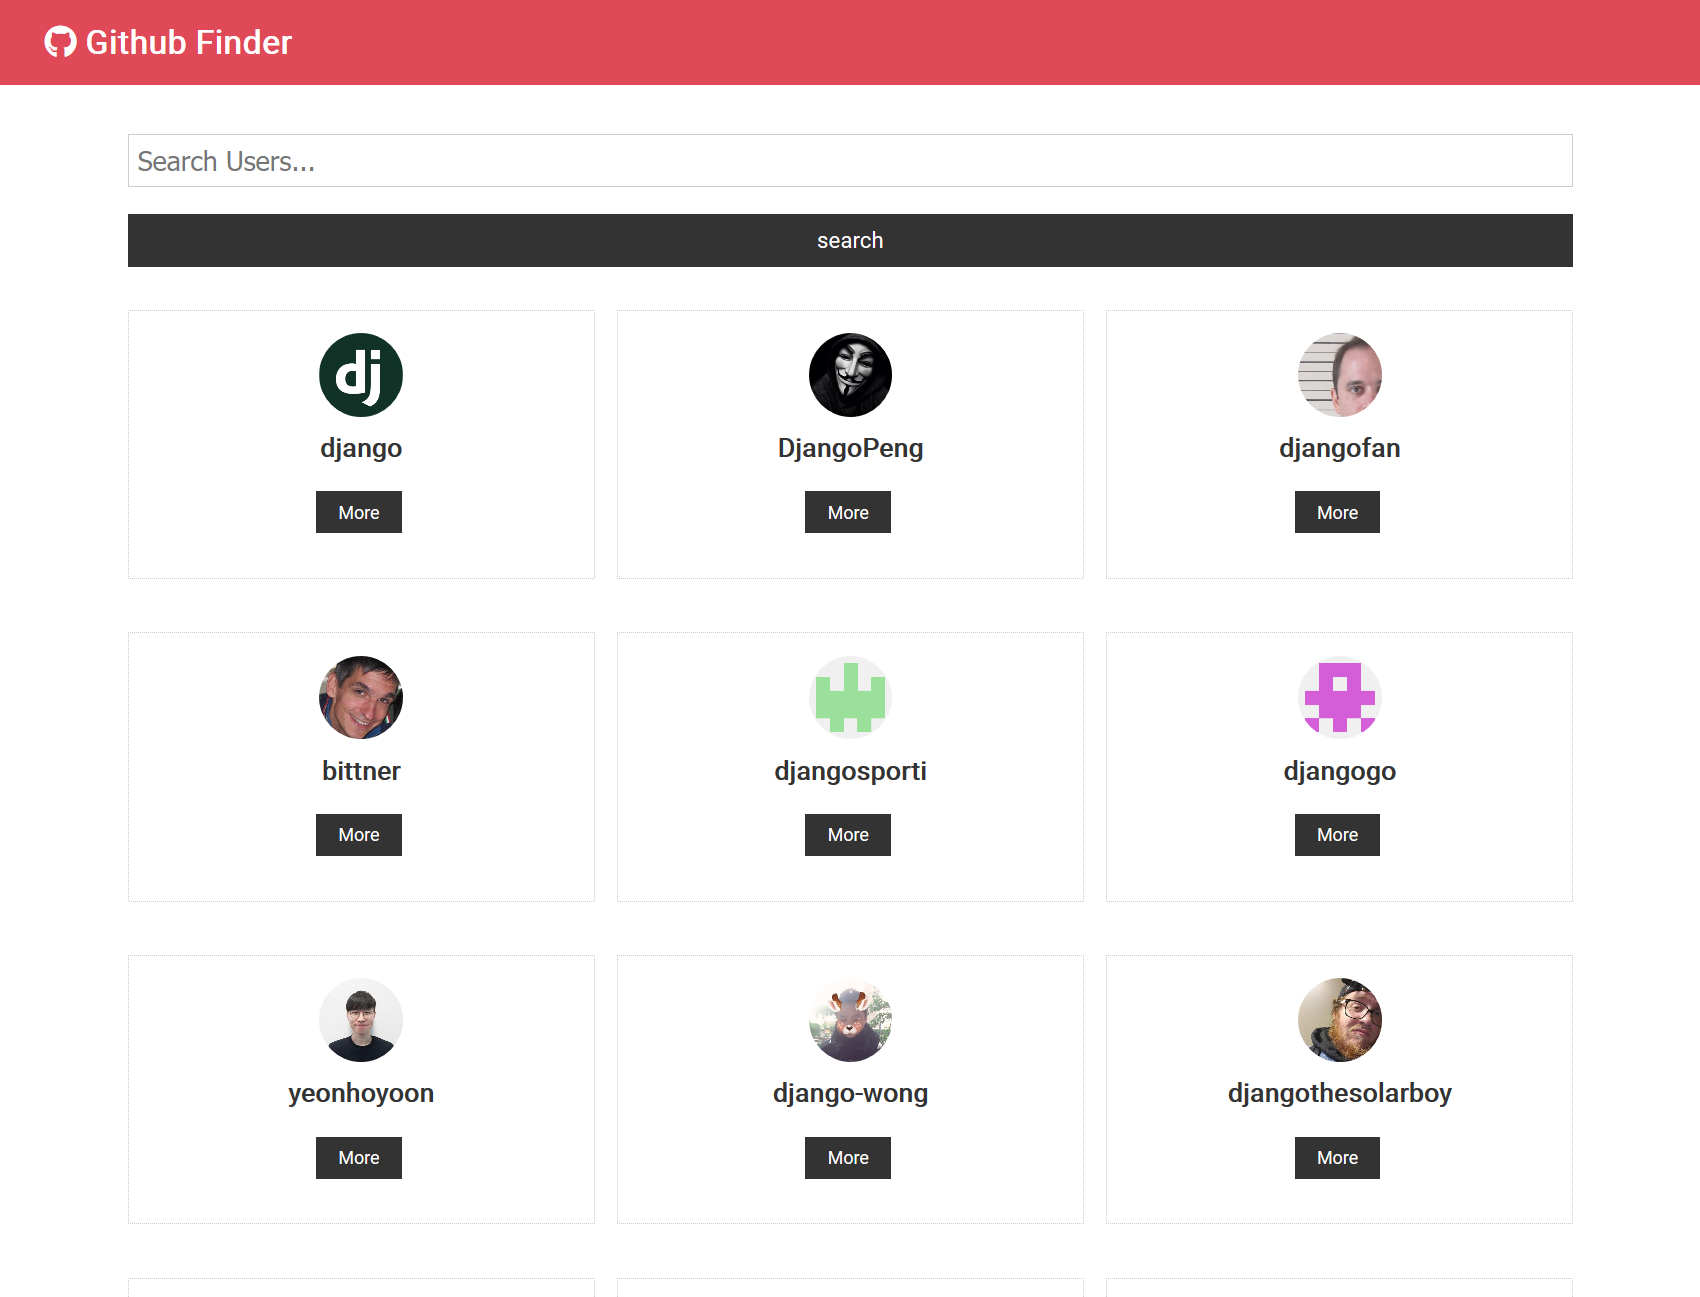 Github Finder
Search Users...
search
dj
django
DjangoPeng
djangofan
More
More
More
bittner
djangosporti
djangogo
More
More
More
yeonhoyoon
django-wong
djangothesolarboy
More
More
More